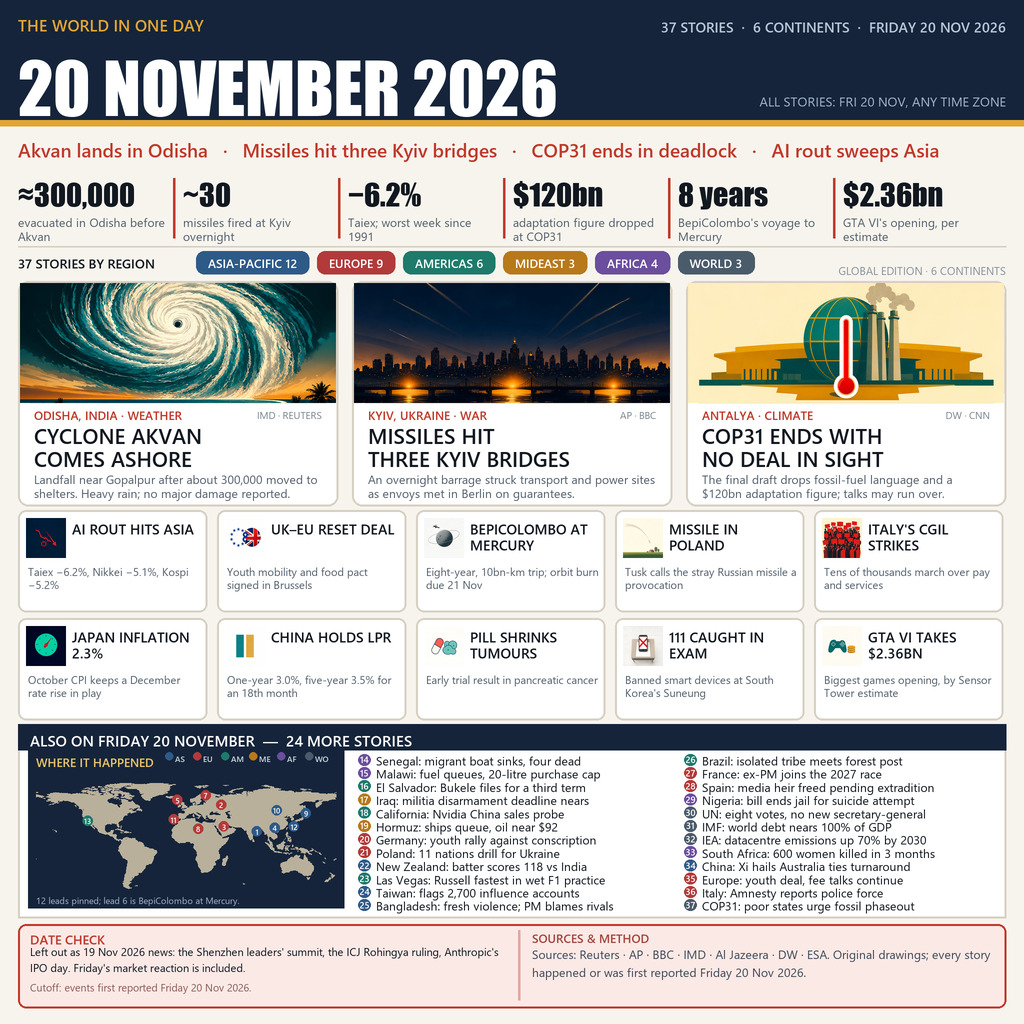 THE WORLD IN ONE DAY
37 STORIES · 6 CONTINENTS · FRIDAY 20 NOV 2026
20 NOVEMBER 2026
ALL STORIES: FRI 20 NOV, ANY TIME ZONE
Akvan lands in Odisha · Missiles hit three Kyiv bridges · COP31 ends in deadlock · AI rout sweeps Asia
≈300,000
evacuated in Odisha before
Akvan
~30
missiles fired at Kyiv
overnight
−6.2%
Taiex; worst week since
1991
$120bn
adaptation figure dropped
at COP31
8 years
BepiColombo's voyage to
Mercury
$2.36bn
GTA VI's opening, per
estimate
37 STORIES BY REGION
ASIA-PACIFIC 12
EUROPE 9
AMERICAS 6
MIDEAST 3
AFRICA 4
WORLD 3
GLOBAL EDITION · 6 CONTINENTS
ODISHA, INDIA · WEATHER
IMD · REUTERS
CYCLONE AKVAN
COMES ASHORE
Landfall near Gopalpur after about 300,000 moved to
shelters. Heavy rain; no major damage reported.
KYIV, UKRAINE · WAR
AP · BBC
MISSILES HIT
THREE KYIV BRIDGES
An overnight barrage struck transport and power sites
as envoys met in Berlin on guarantees.
ANTALYA · CLIMATE
DW · CNN
COP31 ENDS WITH
NO DEAL IN SIGHT
The final draft drops fossil-fuel language and a
$120bn adaptation figure; talks may run over.
AI ROUT HITS ASIA
Taiex −6.2%, Nikkei −5.1%, Kospi
−5.2%
UK–EU RESET DEAL
Youth mobility and food pact
signed in Brussels
BEPICOLOMBO AT
MERCURY
Eight-year, 10bn-km trip; orbit burn
due 21 Nov
MISSILE IN
POLAND
Tusk calls the stray Russian missile a
provocation
ITALY'S CGIL
STRIKES
Tens of thousands march over pay
and services
JAPAN INFLATION
2.3%
October CPI keeps a December
rate rise in play
CHINA HOLDS LPR
One-year 3.0%, five-year 3.5% for
an 18th month
PILL SHRINKS
TUMOURS
Early trial result in pancreatic cancer
111 CAUGHT IN
EXAM
Banned smart devices at South
Korea's Suneung
GTA VI TAKES
$2.36BN
Biggest games opening, by Sensor
Tower estimate
ALSO ON FRIDAY 20 NOVEMBER — 24 MORE STORIES
WHERE IT HAPPENED
AS EU AM ME AF WO
7
5
2
10
9
13
11
8
3
1
4
12
12 leads pinned; lead 6 is BepiColombo at Mercury.
14 Senegal: migrant boat sinks, four dead
15 Malawi: fuel queues, 20-litre purchase cap
16 El Salvador: Bukele files for a third term
17 Iraq: militia disarmament deadline nears
18 California: Nvidia China sales probe
19 Hormuz: ships queue, oil near $92
20 Germany: youth rally against conscription
21 Poland: 11 nations drill for Ukraine
22 New Zealand: batter scores 118 vs India
23 Las Vegas: Russell fastest in wet F1 practice
24 Taiwan: flags 2,700 influence accounts
25 Bangladesh: fresh violence; PM blames rivals
26 Brazil: isolated tribe meets forest post
27 France: ex-PM joins the 2027 race
28 Spain: media heir freed pending extradition
29 Nigeria: bill ends jail for suicide attempt
30 UN: eight votes, no new secretary-general
31 IMF: world debt nears 100% of GDP
32 IEA: datacentre emissions up 70% by 2030
33 South Africa: 600 women killed in 3 months
34 China: Xi hails Australia ties turnaround
35 Europe: youth deal, fee talks continue
36 Italy: Amnesty reports police force
37 COP31: poor states urge fossil phaseout
DATE CHECK
Left out as 19 Nov 2026 news: the Shenzhen leaders' summit, the ICJ Rohingya ruling, Anthropic's
IPO day. Friday's market reaction is included.
Cutoff: events first reported Friday 20 Nov 2026.
SOURCES & METHOD
Sources: Reuters · AP · BBC · IMD · Al Jazeera · DW · ESA. Original drawings; every story
happened or was first reported Friday 20 Nov 2026.